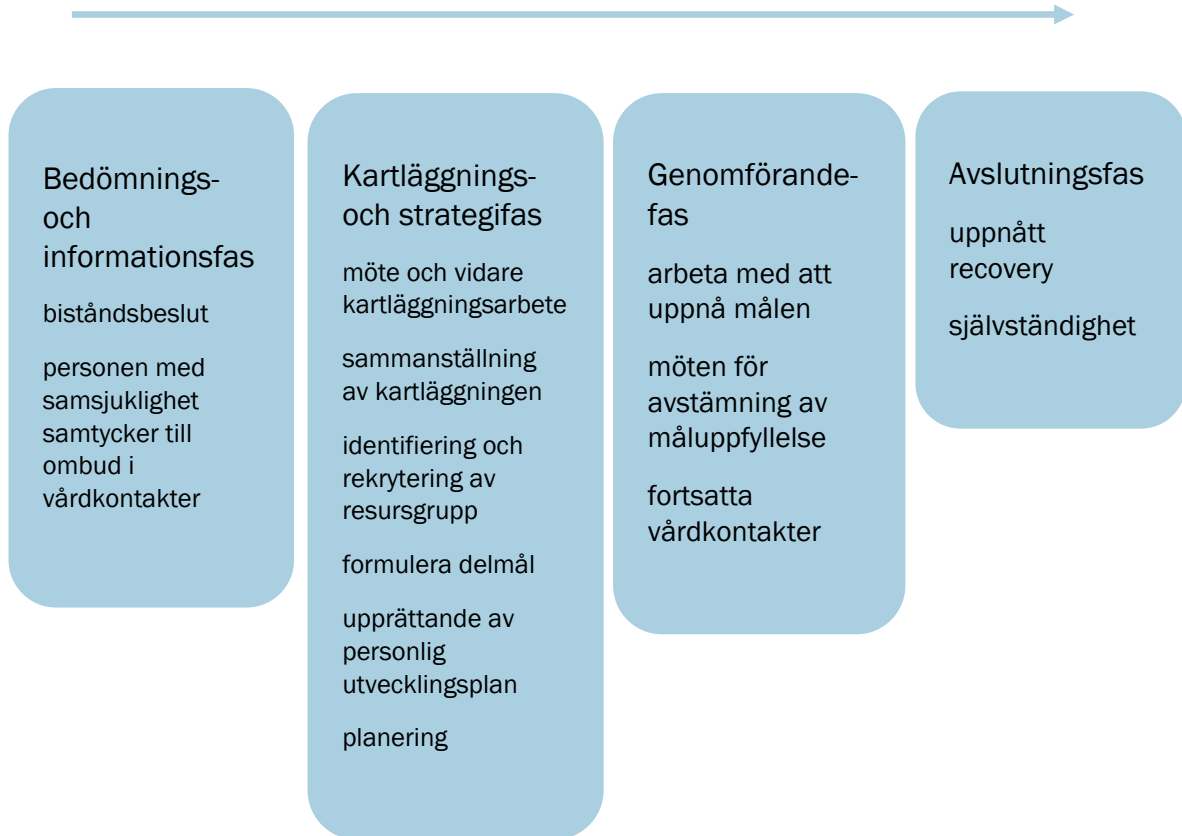 Bedömnings-
och
informationsfas
biståndsbeslut
personen med
samsjuklighet
samtycker till
ombud i
vårdkontakter
Kartläggnings-
och strategifas
möte och vidare
kartläggningsarbete
sammanställning
av kartläggningen
identifiering och
rekrytering av
resursgrupp
formulera delmål
upprättande av
personlig
utvecklingsplan
planering
Genomförande-
fas
arbeta med att
uppnå målen
möten för
avstämning av
måluppfyllelse
fortsatta
vårdkontakter
Avslutningsfas
uppnått
recovery
självständighet